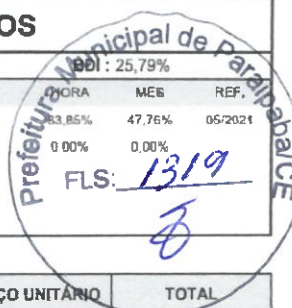 OS
BDI : 25,79%
HORA MES REF.
83,85% 47,76% 05/2021
0 00% 0,00%
Prefeitura Municipal de Paraipaba/CE
FLS: 1319
ÇO UNITÁRIO TOTAL